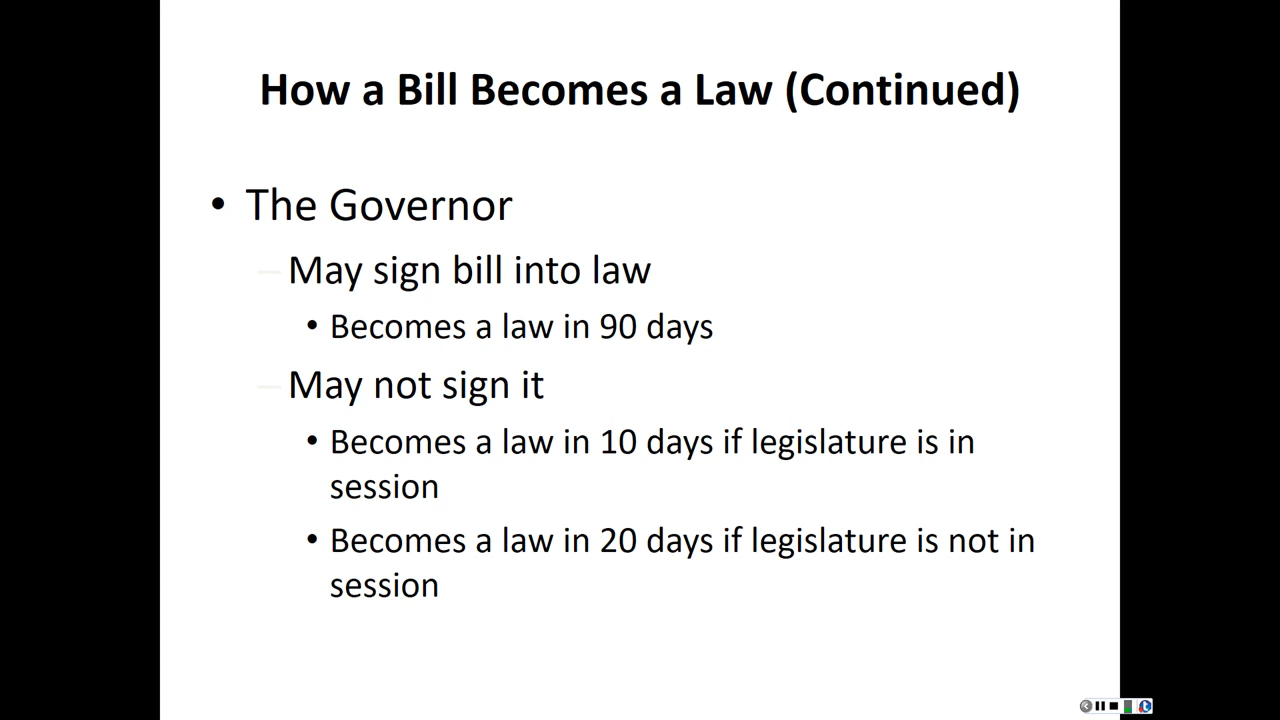 How a Bill Becomes a Law (Continued)
• The Governor
– May sign bill into law
• Becomes a law in 90 days
– May not sign it
• Becomes a law in 10 days if legislature is in
session
• Becomes a law in 20 days if legislature is not in
session